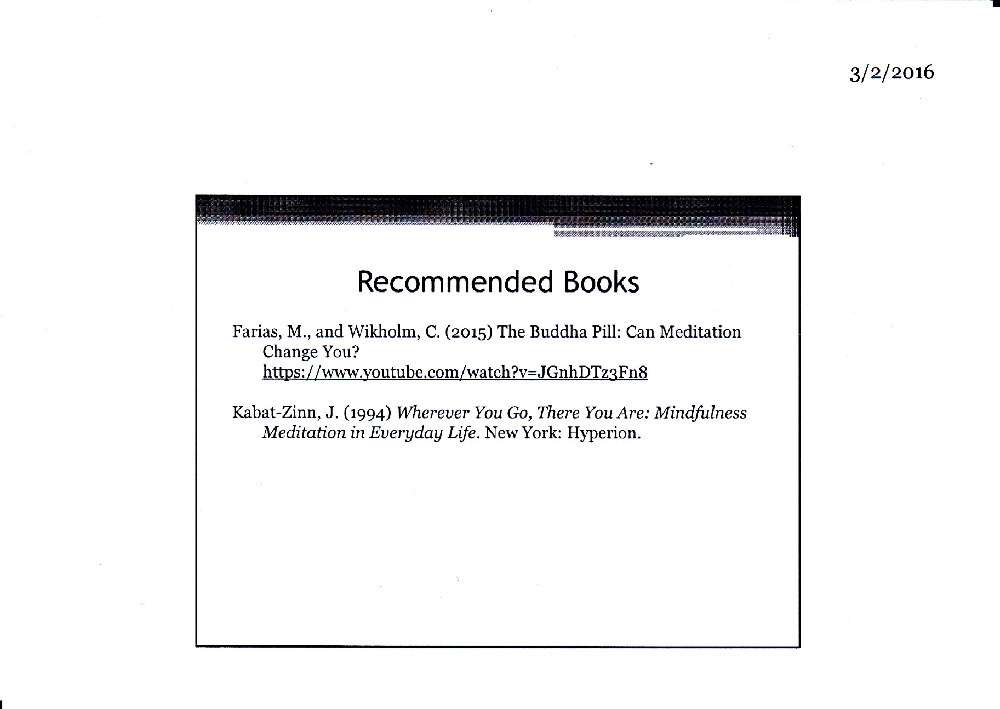 3/2/2016
Recommended Books
Farias, M., and Wikholm, C. (2015) The Buddha Pill: Can Meditation
Change You?
https://www.youtube.com/watch?v=JGnhDTz3Fn8
Kabat-Zinn, J. (1994) Wherever You Go, There You Are: Mindfulness
Meditation in Everyday Life. New York: Hyperion.